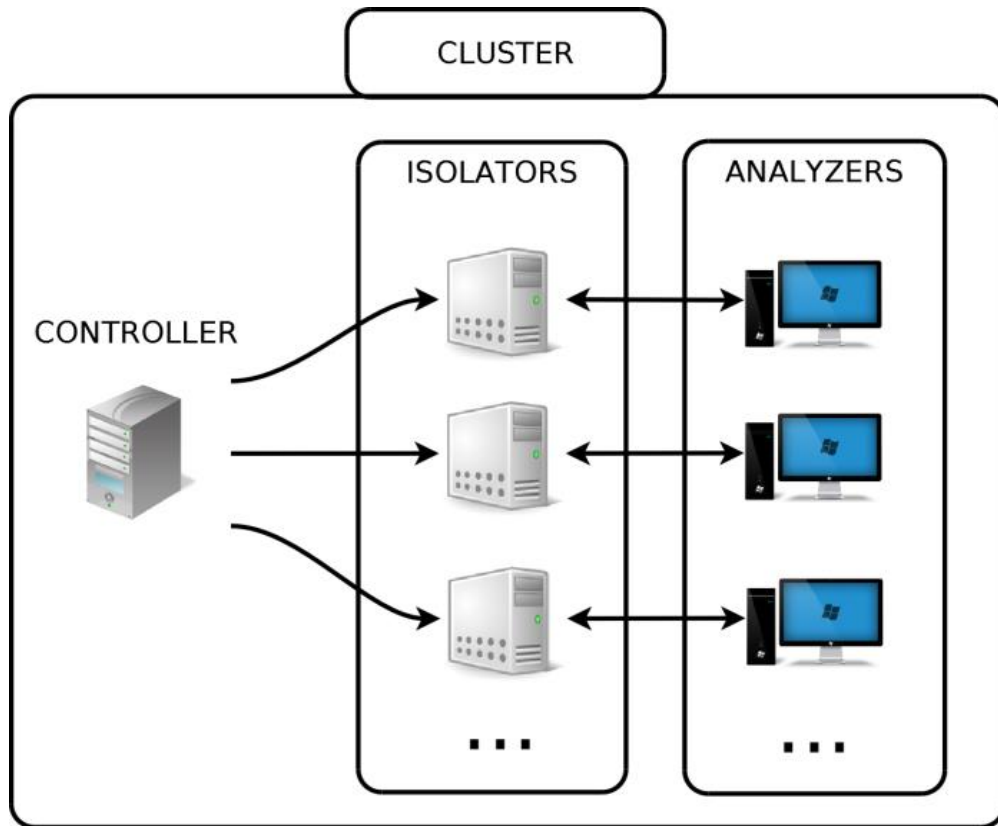 CLUSTER
ISOLATORS
ANALYZERS
CONTROLLER
...
...